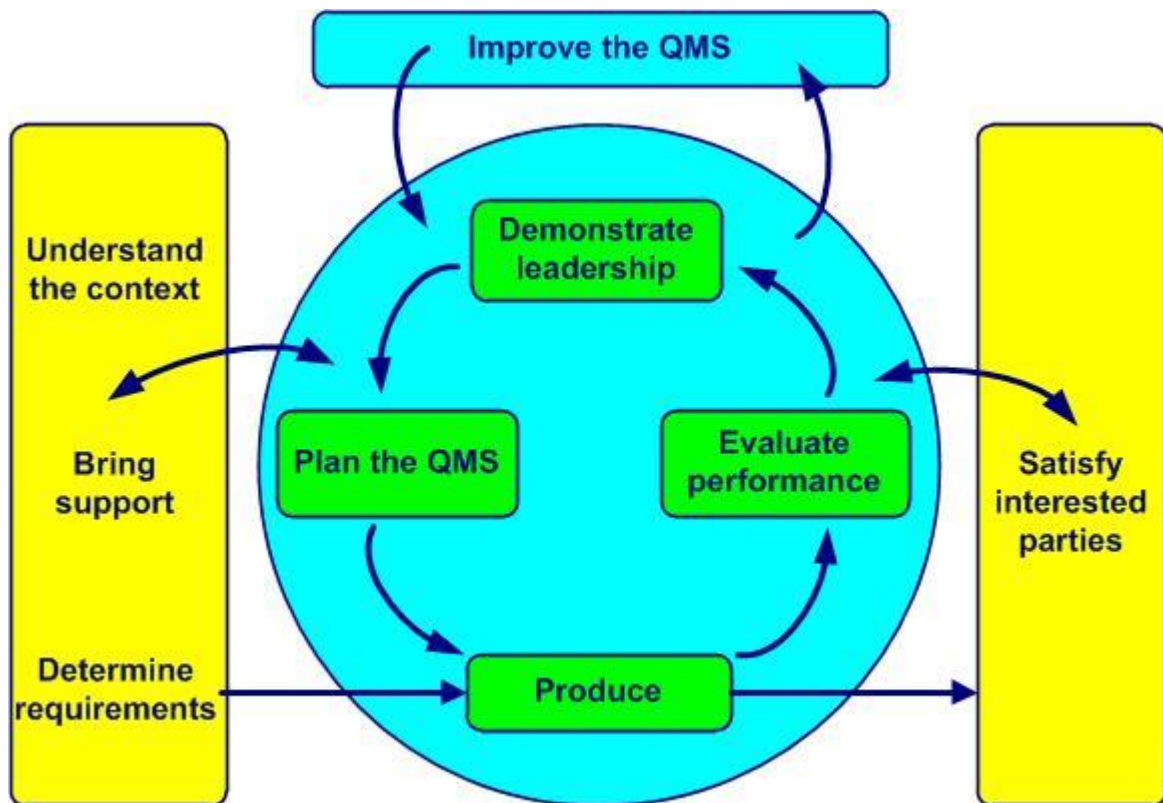 Improve the QMS
Understand
the context
Bring
support
Determine
requirements
Demonstrate
leadership
Plan the QMS
Evaluate
performance
Produce
Satisfy
interested
parties